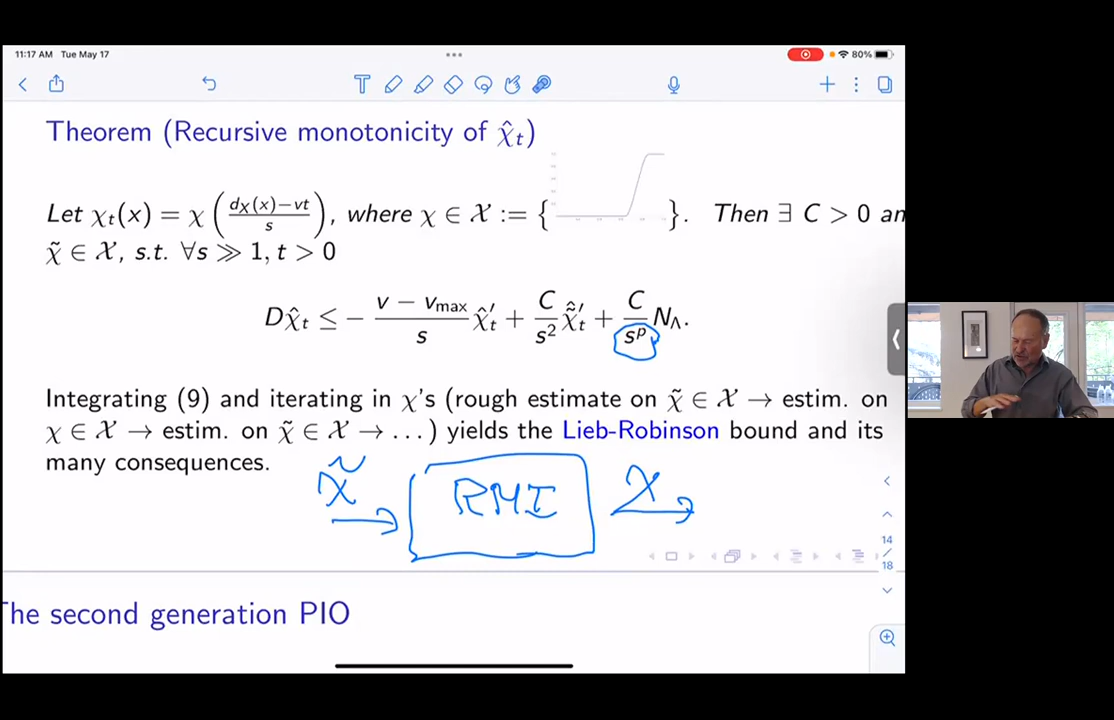 11:17 AM Tue May 17
80%
Theorem (Recursive monotonicity of χ̂_t)
Let χ_t(x) = χ( (d_X(x)−vt)/s ), where χ ∈ 𝒳 := { }. Then ∃ C > 0 an
χ̃ ∈ 𝒳, s.t. ∀s ≫ 1, t > 0
Dχ̂_t ≤ − (v − v_max)/s χ̂′_t + C/s² χ̃̂′_t + C/s^p N_Λ.
Integrating (9) and iterating in χ's (rough estimate on χ̃ ∈ 𝒳 → estim. on
χ ∈ 𝒳 → estim. on χ̃ ∈ 𝒳 → ...) yields the Lieb-Robinson bound and its
many consequences.
χ̃ → RMI χ →
14
/
18
The second generation PIO